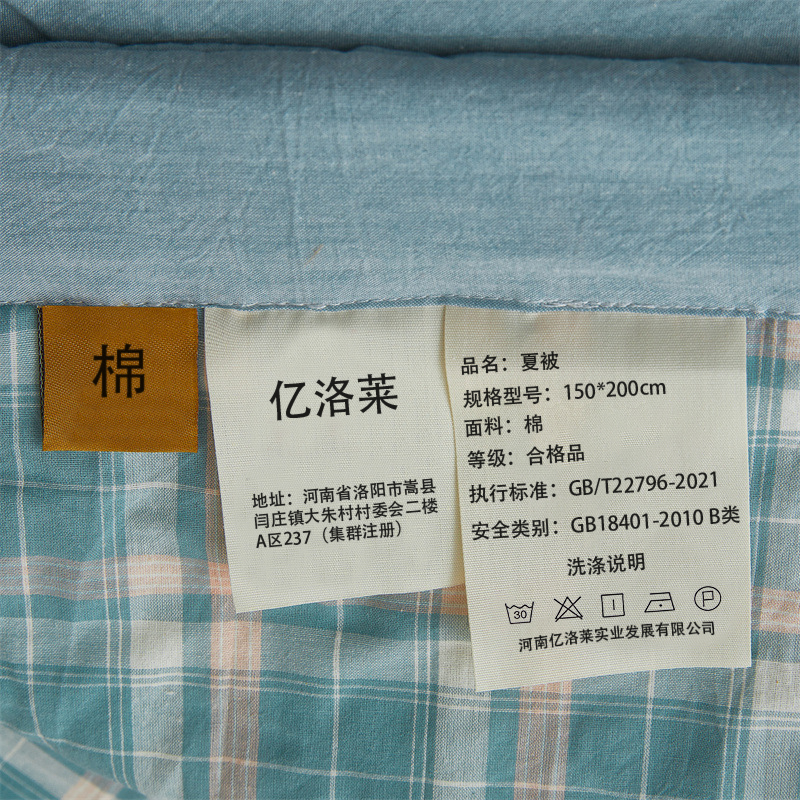 棉
亿洛莱
地址：河南省洛阳市嵩县
闫庄镇大朱村村委会二楼
A区237（集群注册）
品名：夏被
规格型号：150*200cm
面料：棉
等级：合格品
执行标准：GB/T22796-2021
安全类别：GB18401-2010 B类
洗涤说明
30
P
河南亿洛莱实业发展有限公司